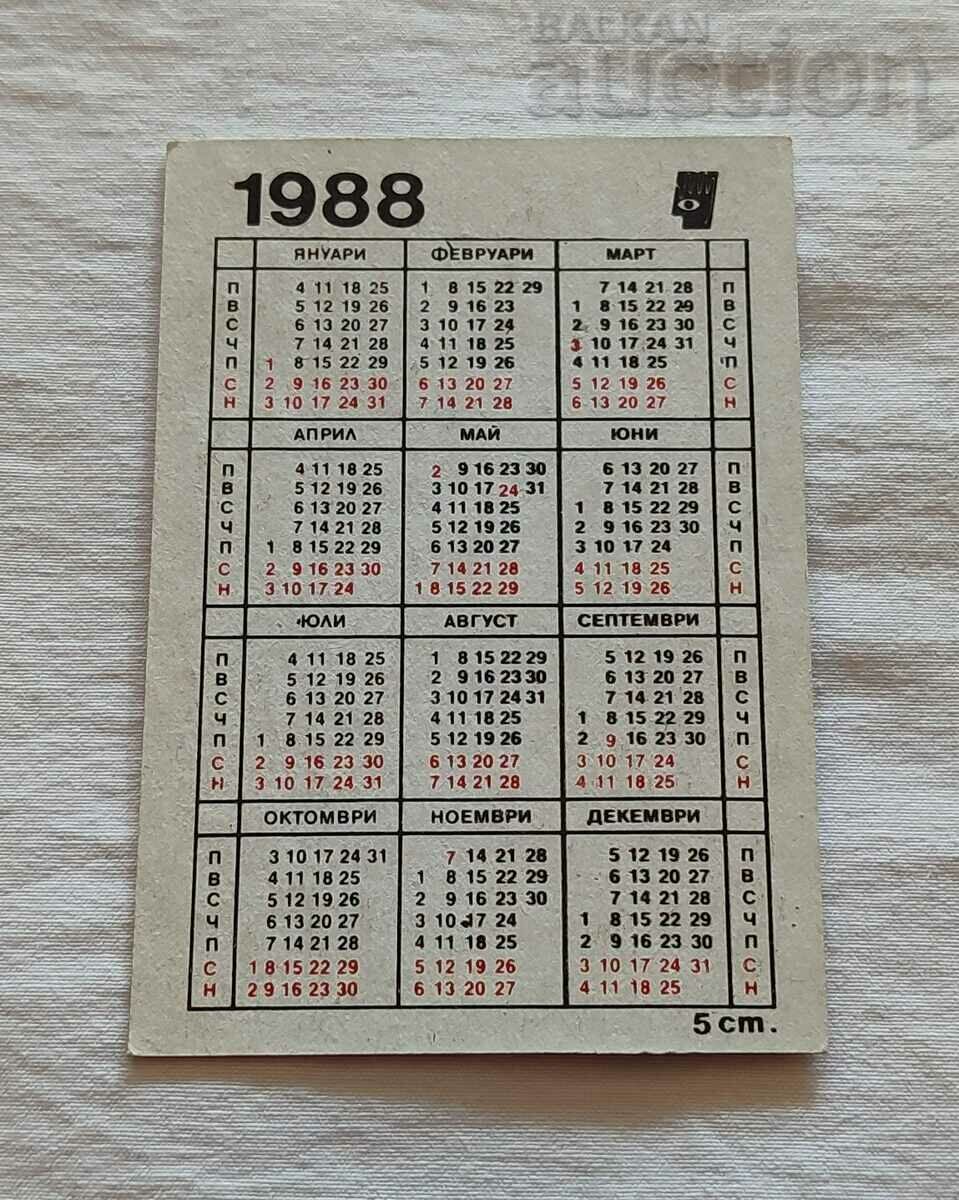 BALKAN
auction
1988
ЯНУАРИ ФЕВРУАРИ МАРТ
П 4 11 18 25 1 8 15 22 29 7 14 21 28 П
В 5 12 19 26 2 9 16 23 1 8 15 22 29 В
С 6 13 20 27 3 10 17 24 2 9 16 23 30 С
Ч 7 14 21 28 4 11 18 25 3 10 17 24 31 Ч
П 1 8 15 22 29 5 12 19 26 4 11 18 25 П
С 2 9 16 23 30 6 13 20 27 5 12 19 26 С
Н 3 10 17 24 31 7 14 21 28 6 13 20 27 Н
АПРИЛ МАЙ ЮНИ
П 4 11 18 25 2 9 16 23 30 6 13 20 27 П
В 5 12 19 26 3 10 17 24 31 7 14 21 28 В
С 6 13 20 27 4 11 18 25 1 8 15 22 29 С
Ч 7 14 21 28 5 12 19 26 2 9 16 23 30 Ч
П 1 8 15 22 29 6 13 20 27 3 10 17 24 П
С 2 9 16 23 30 7 14 21 28 4 11 18 25 С
Н 3 10 17 24 1 8 15 22 29 5 12 19 26 Н
ЮЛИ АВГУСТ СЕПТЕМВРИ
П 4 11 18 25 1 8 15 22 29 5 12 19 26 П
В 5 12 19 26 2 9 16 23 30 6 13 20 27 В
С 6 13 20 27 3 10 17 24 31 7 14 21 28 С
Ч 7 14 21 28 4 11 18 25 1 8 15 22 29 Ч
П 1 8 15 22 29 5 12 19 26 2 9 16 23 30 П
С 2 9 16 23 30 6 13 20 27 3 10 17 24 С
Н 3 10 17 24 31 7 14 21 28 4 11 18 25 Н
ОКТОМВРИ НОЕМВРИ ДЕКЕМВРИ
П 3 10 17 24 31 7 14 21 28 5 12 19 26 П
В 4 11 18 25 1 8 15 22 29 6 13 20 27 В
С 5 12 19 26 2 9 16 23 30 7 14 21 28 С
Ч 6 13 20 27 3 10 17 24 1 8 15 22 29 Ч
П 7 14 21 28 4 11 18 25 2 9 16 23 30 П
С 1 8 15 22 29 5 12 19 26 3 10 17 24 31 С
Н 2 9 16 23 30 6 13 20 27 4 11 18 25 Н
5 cm.